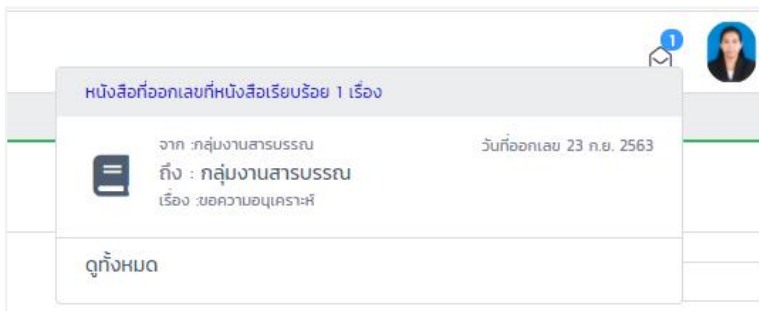 1
หนังสือที่ออกเลขที่หนังสือเรียบร้อย 1 เรื่อง
จาก :กลุ่มงานสารบรรณ วันที่ออกเลข 23 ก.ย. 2563
ถึง : กลุ่มงานสารบรรณ
เรื่อง :ขอความอนุเคราะห์
ดูทั้งหมด